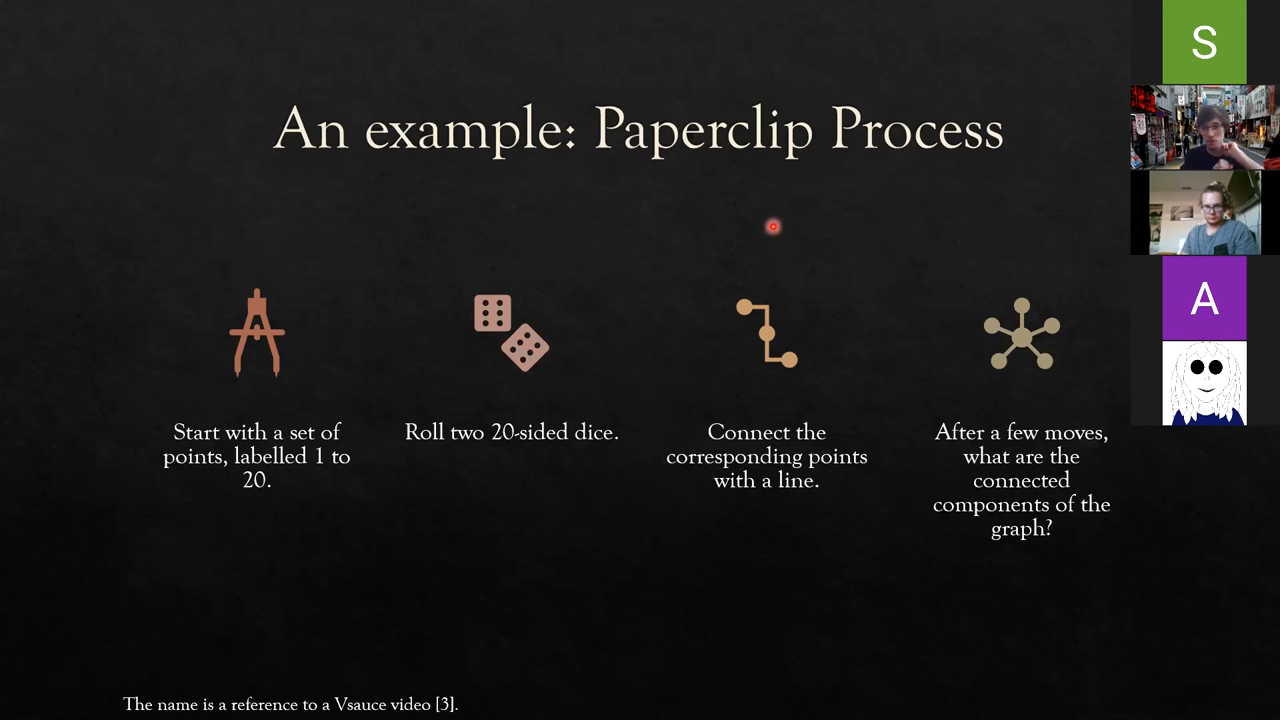 An example: Paperclip Process
Start with a set of
points, labelled 1 to
20.
Roll two 20-sided dice.
Connect the
corresponding points
with a line.
After a few moves,
what are the
connected
components of the
graph?
The name is a reference to a Vsauce video [3].
S
A